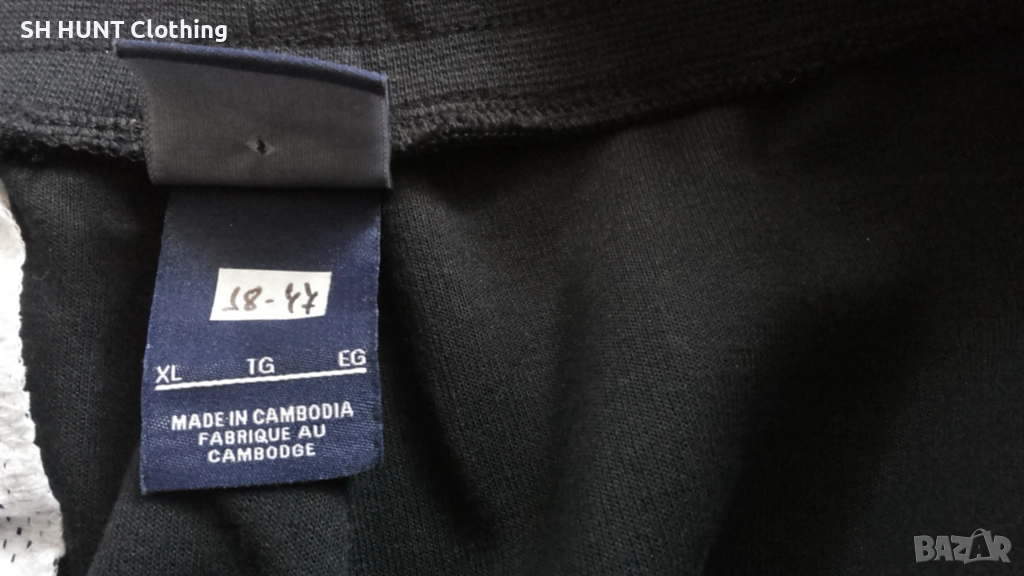 SH HUNT Clothing
18-47
XL TG EG
MADE IN CAMBODIA
FABRIQUE AU
CAMBODGE
BAZAR